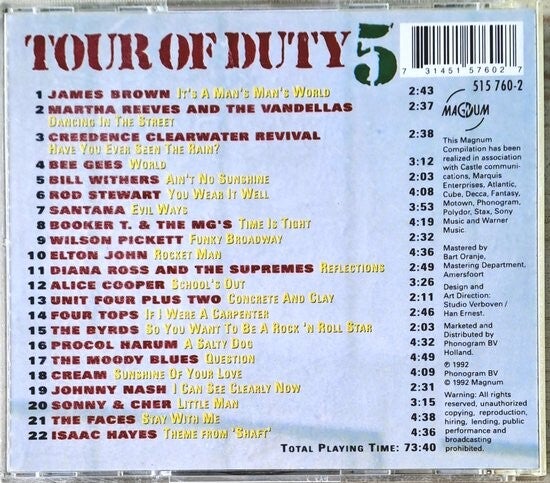 TOUR OF DUTY 5
7 31451 57602 7
515 760-2
MAGNUM
1 JAMES BROWN IT'S A MAN'S MAN'S WORLD 2:43
2 MARTHA REEVES AND THE VANDELLAS 2:37
DANCING IN THE STREET
3 CREEDENCE CLEARWATER REVIVAL 2:38
HAVE YOU EVER SEEN THE RAIN?
4 BEE GEES WORLD 3:12
5 BILL WITHERS AIN'T NO SUNSHINE 2:03
6 ROD STEWART YOU WEAR IT WELL 4:08
7 SANTANA EVIL WAYS 3:53
8 BOOKER T. & THE MG'S TIME IS TIGHT 4:19
9 WILSON PICKETT FUNKY BROADWAY 2:32
10 ELTON JOHN ROCKET MAN 4:36
11 DIANA ROSS AND THE SUPREMES REFLECTIONS 2:49
12 ALICE COOPER SCHOOL'S OUT 3:26
13 UNIT FOUR PLUS TWO CONCRETE AND CLAY 2:11
14 FOUR TOPS IF I WERE A CARPENTER 2:46
15 THE BYRDS SO YOU WANT TO BE A ROCK 'N ROLL STAR 2:03
16 PROCOL HARUM A SALTY DOG 4:32
17 THE MOODY BLUES QUESTION 4:49
18 CREAM SUNSHINE OF YOUR LOVE 4:09
19 JOHNNY NASH I CAN SEE CLEARLY NOW 2:31
20 SONNY & CHER LITTLE MAN 3:15
21 THE FACES STAY WITH ME 4:38
22 ISAAC HAYES THEME FROM 'SHAFT' 4:36
TOTAL PLAYING TIME: 73:40
This Magnum
Compilation has been
realized in association
with Castle communi-
cations, Marquis
Enterprises, Atlantic,
Cube, Decca, Fantasy,
Motown, Phonogram,
Polydor, Stax, Sony
Music and Warner
Music.
Mastered by
Bart Oranje,
Mastering Department,
Amersfoort
Design and
Art Direction:
Studio Verboven /
Han Ernest.
Marketed and
Distributed by
Phonogram BV
Holland.
℗ 1992
Phonogram BV
© 1992 Magnum
Warning: All rights
reserved, unauthorized
copying, reproduction,
hiring, lending, public
performance and
broadcasting
prohibited.